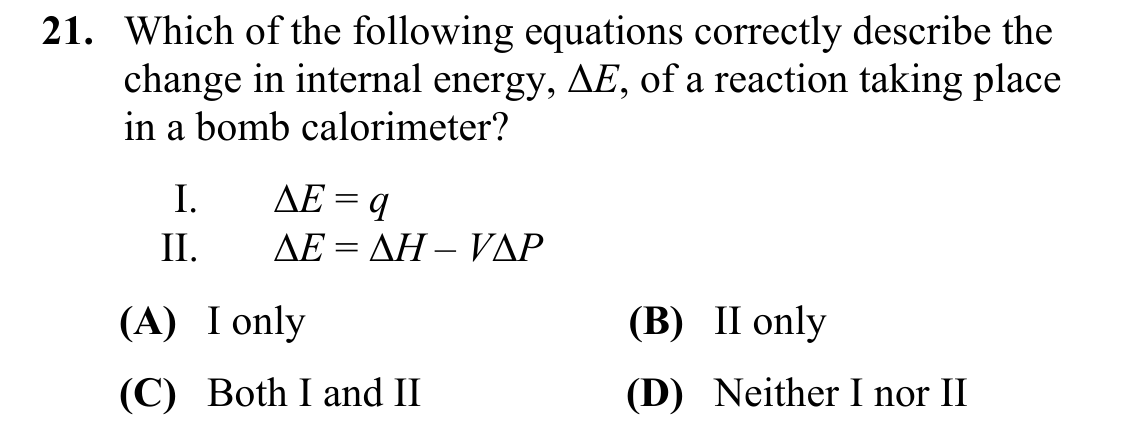 21. Which of the following equations correctly describe the
change in internal energy, ΔE, of a reaction taking place
in a bomb calorimeter?
I. ΔE = q
II. ΔE = ΔH – VΔP
(A) I only (B) II only
(C) Both I and II (D) Neither I nor II